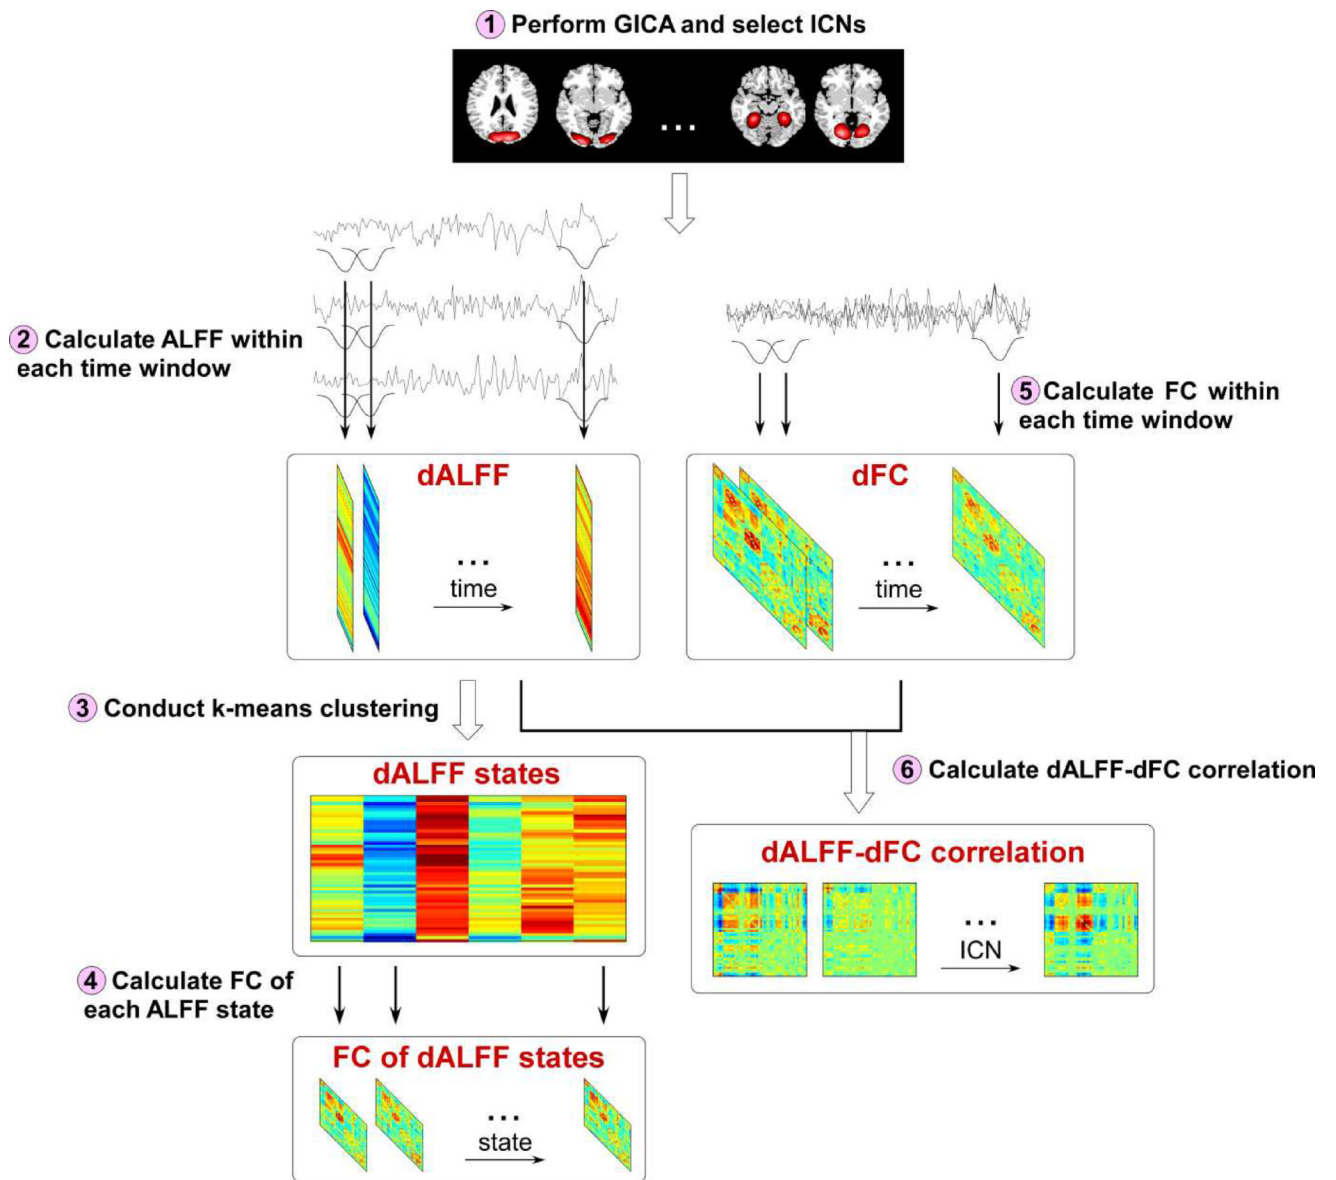 1 Perform GICA and select ICNs
...
2 Calculate ALFF within
each time window
5 Calculate FC within
each time window
dALFF
...
time
dFC
...
time
3 Conduct k-means clustering
6 Calculate dALFF-dFC correlation
dALFF states
dALFF-dFC correlation
...
ICN
4 Calculate FC of
each ALFF state
FC of dALFF states
...
state